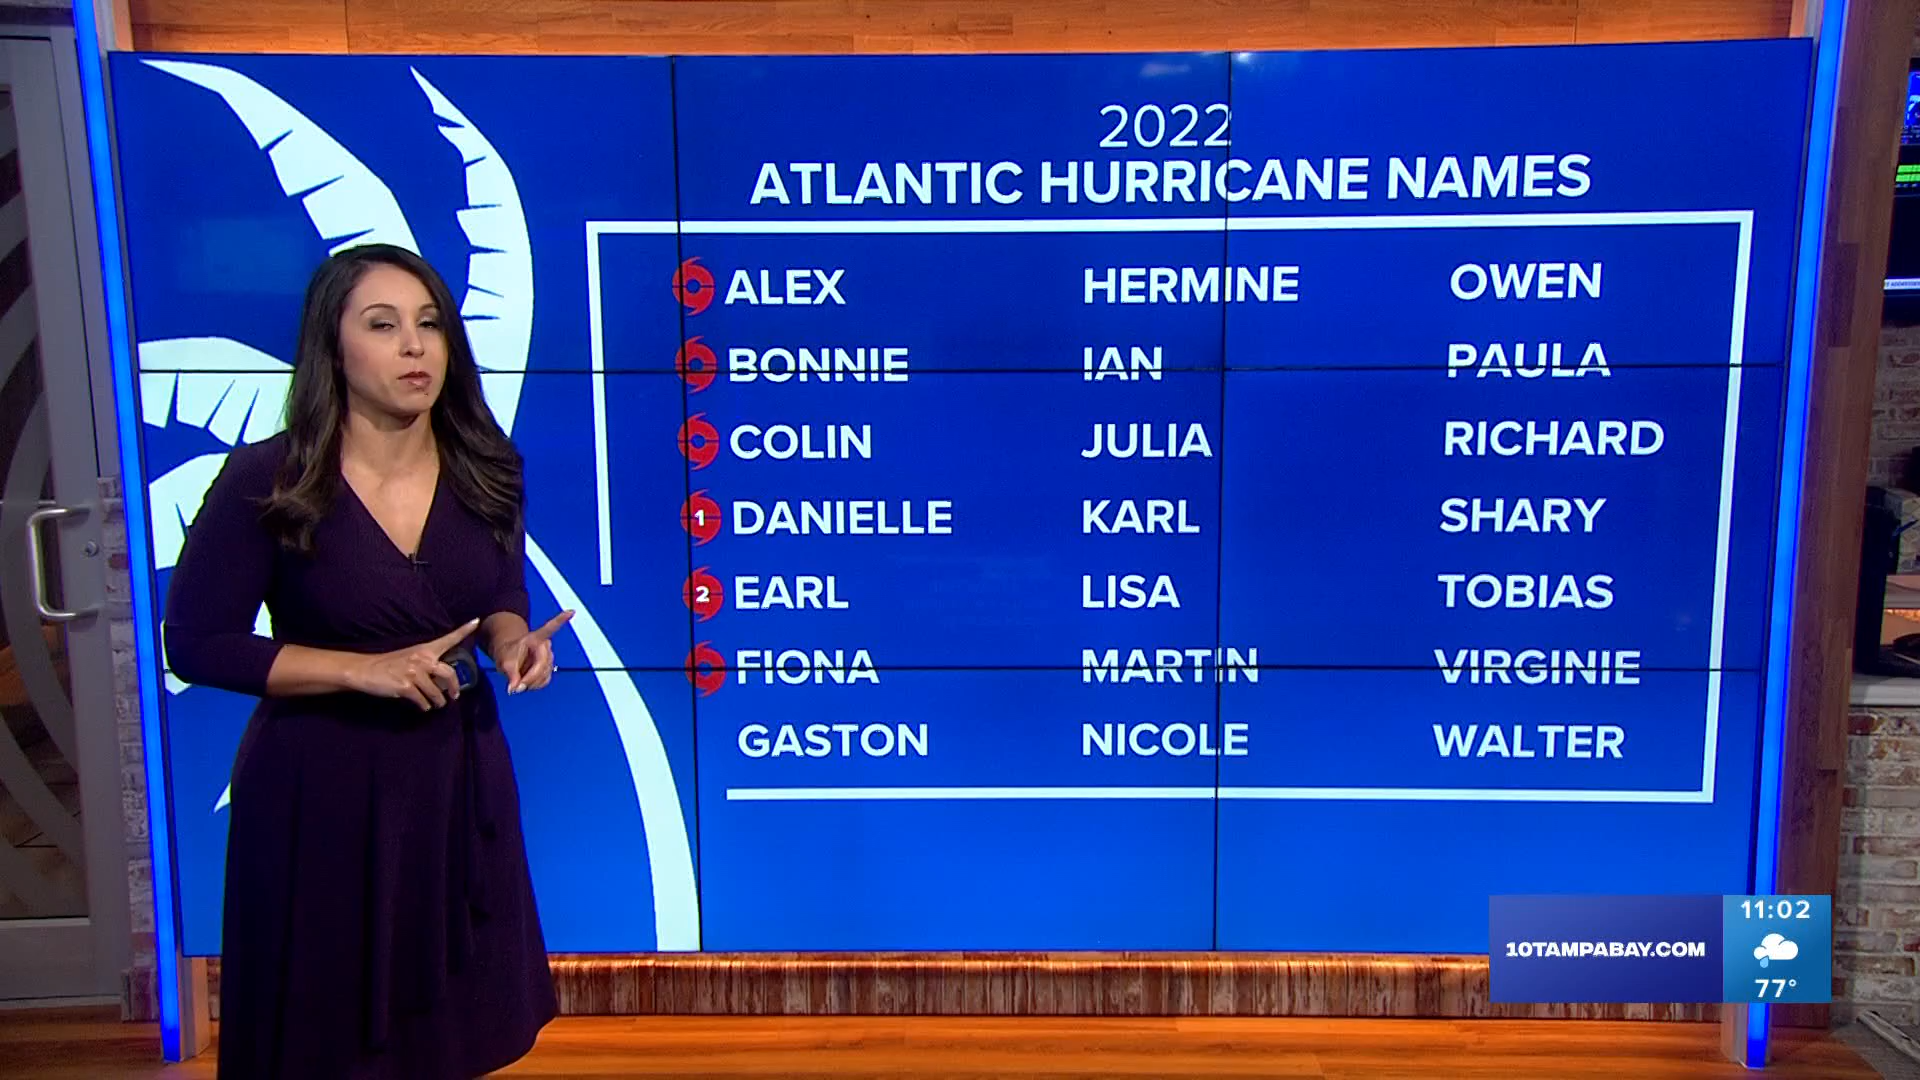 2022
ATLANTIC HURRICANE NAMES
ALEX
BONNIE
COLIN
1 DANIELLE
2 EARL
FIONA
GASTON
HERMINE
IAN
JULIA
KARL
LISA
MARTIN
NICOLE
OWEN
PAULA
RICHARD
SHARY
TOBIAS
VIRGINIE
WALTER
10TAMPABAY.COM
11:02
77°